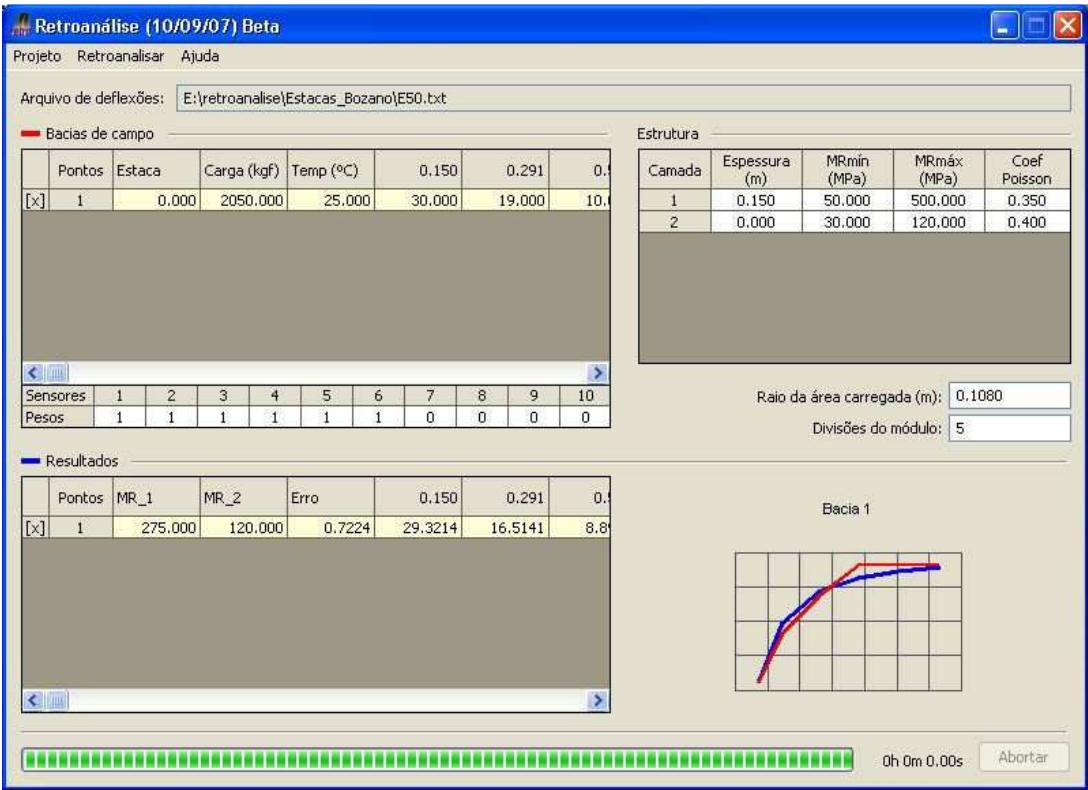 Retroanálise (10/09/07) Beta
Projeto Retroanalisar Ajuda
Arquivo de deflexões: E:\retroanalise\Estacas_Bozano\E50.txt
Bacias de campo
Pontos Estaca Carga (kgf) Temp (ºC) 0.150 0.291
[x] 1 0.000 2050.000 25.000 30.000 19.000
Sensores 1 2 3 4 5 6 7 8 9 10
Pesos 1 1 1 1 1 1 0 0 0 0
Estrutura
Camada Espessura (m) MRmín (MPa) MRmáx (MPa) Coef Poisson
1 0.150 50.000 500.000 0.350
2 0.000 30.000 120.000 0.400
Raio da área carregada (m): 0.1080
Divisões do módulo: 5
Resultados
Pontos MR_1 MR_2 Erro 0.150 0.291
[x] 1 275.000 120.000 0.7224 29.3214 16.5141
Bacia 1
0h 0m 0.00s Abortar